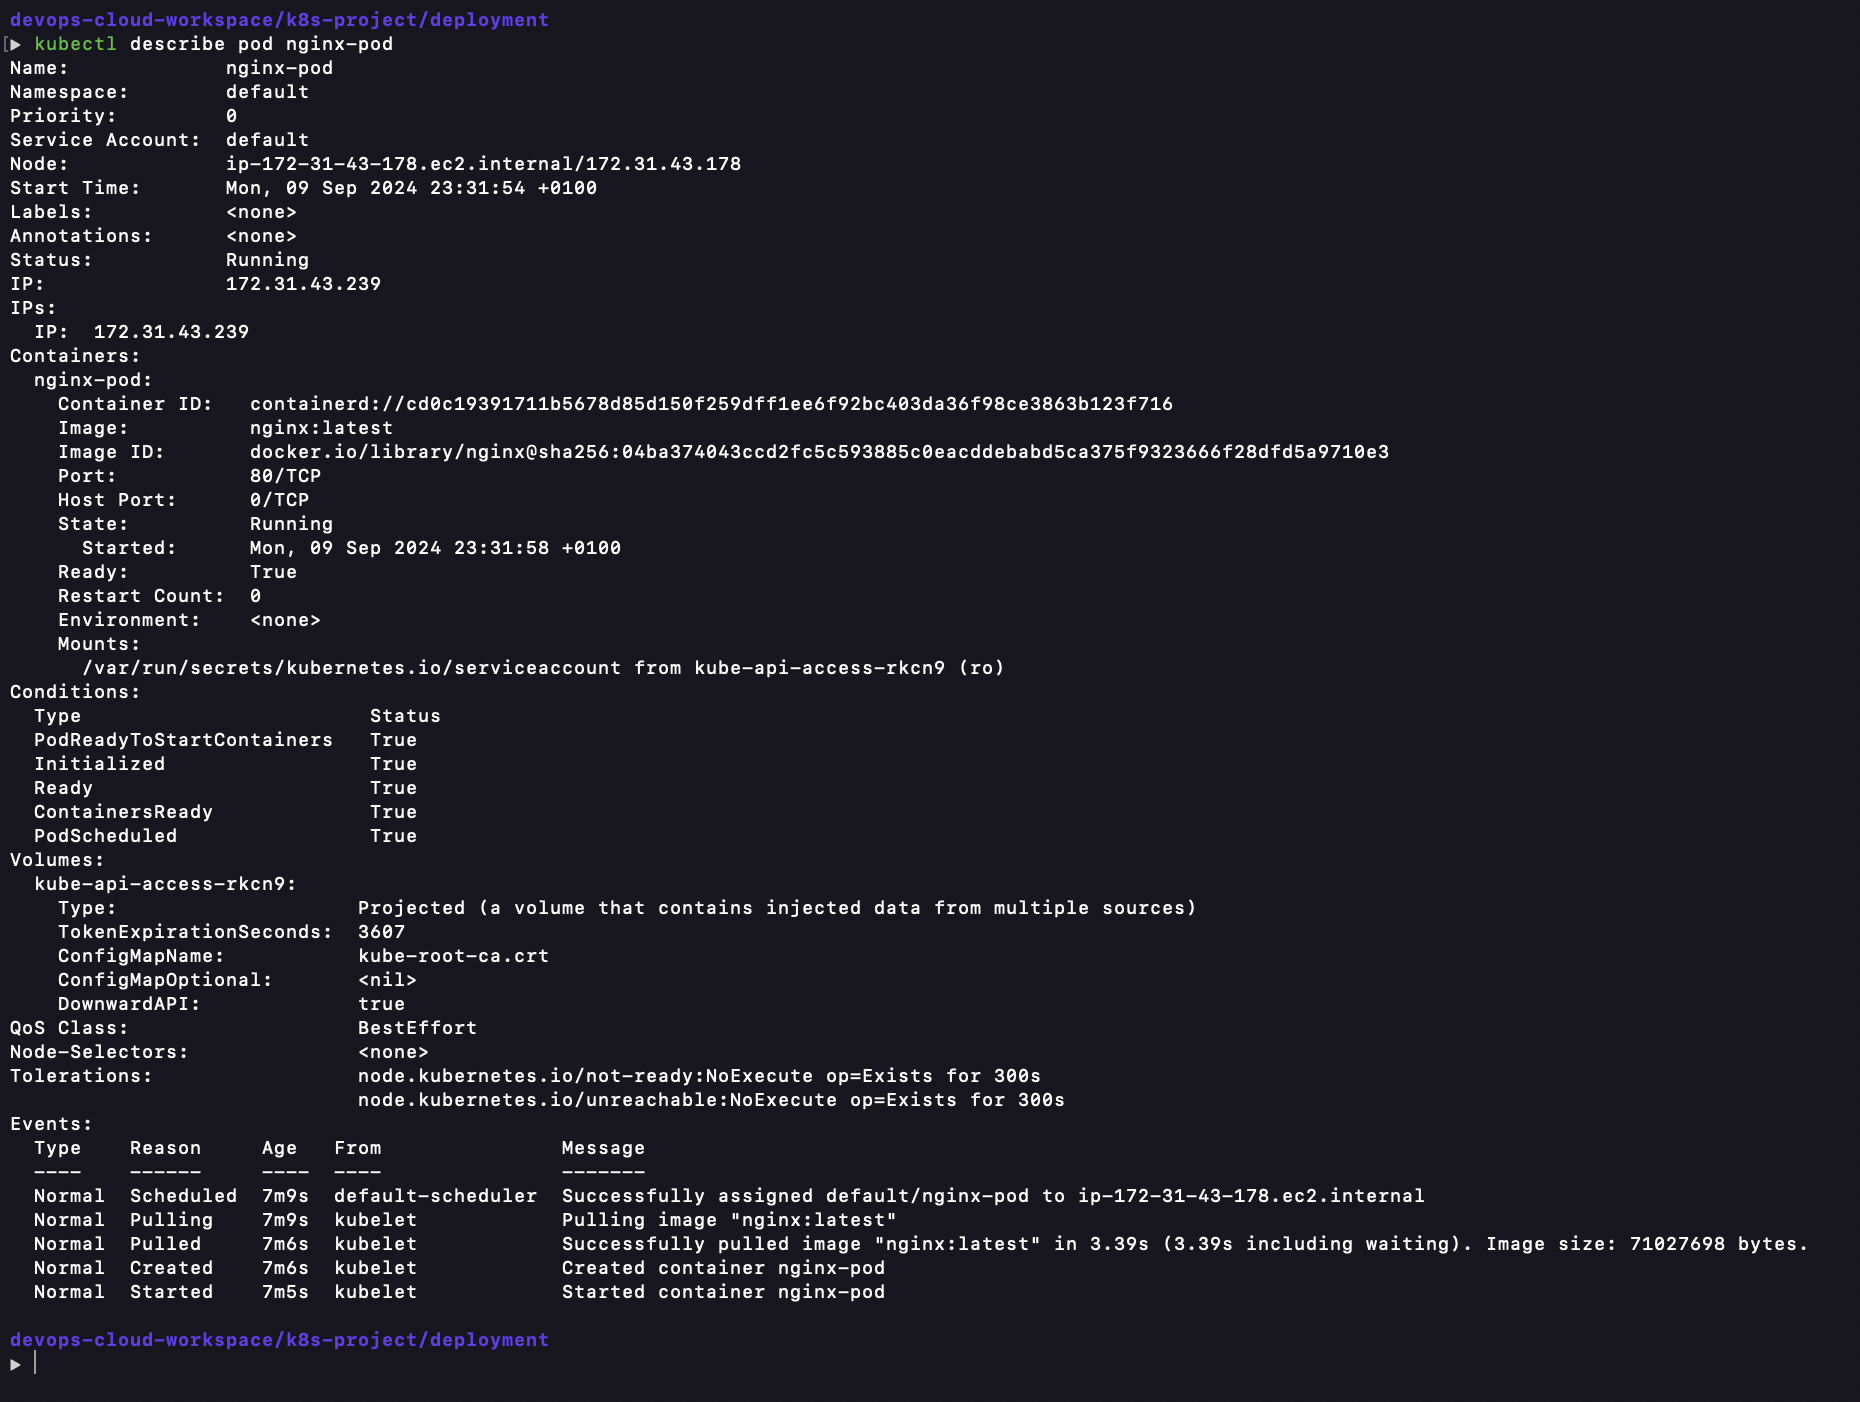 devops-cloud-workspace/k8s-project/deployment
kubectl describe pod nginx-pod
Name:             nginx-pod
Namespace:        default
Priority:         0
Service Account:  default
Node:             ip-172-31-43-178.ec2.internal/172.31.43.178
Start Time:       Mon, 09 Sep 2024 23:31:54 +0100
Labels:           <none>
Annotations:      <none>
Status:           Running
IP:               172.31.43.239
IPs:
  IP:  172.31.43.239
Containers:
  nginx-pod:
    Container ID:   containerd://cd0c19391711b5678d85d150f259dff1ee6f92bc403da36f98ce3863b123f716
    Image:          nginx:latest
    Image ID:       docker.io/library/nginx@sha256:04ba374043ccd2fc5c593885c0eacddebabd5ca375f9323666f28dfd5a9710e3
    Port:           80/TCP
    Host Port:      0/TCP
    State:          Running
      Started:      Mon, 09 Sep 2024 23:31:58 +0100
    Ready:          True
    Restart Count:  0
    Environment:    <none>
    Mounts:
      /var/run/secrets/kubernetes.io/serviceaccount from kube-api-access-rkcn9 (ro)
Conditions:
  Type                        Status
  PodReadyToStartContainers   True
  Initialized                 True
  Ready                       True
  ContainersReady             True
  PodScheduled                True
Volumes:
  kube-api-access-rkcn9:
    Type:                    Projected (a volume that contains injected data from multiple sources)
    TokenExpirationSeconds:  3607
    ConfigMapName:           kube-root-ca.crt
    ConfigMapOptional:       <nil>
    DownwardAPI:             true
QoS Class:                   BestEffort
Node-Selectors:              <none>
Tolerations:                 node.kubernetes.io/not-ready:NoExecute op=Exists for 300s
                             node.kubernetes.io/unreachable:NoExecute op=Exists for 300s
Events:
  Type    Reason     Age   From               Message
  ----    ------     ----  ----               -------
  Normal  Scheduled  7m9s  default-scheduler  Successfully assigned default/nginx-pod to ip-172-31-43-178.ec2.internal
  Normal  Pulling    7m9s  kubelet            Pulling image "nginx:latest"
  Normal  Pulled     7m6s  kubelet            Successfully pulled image "nginx:latest" in 3.39s (3.39s including waiting). Image size: 71027698 bytes.
  Normal  Created    7m6s  kubelet            Created container nginx-pod
  Normal  Started    7m5s  kubelet            Started container nginx-pod
devops-cloud-workspace/k8s-project/deployment